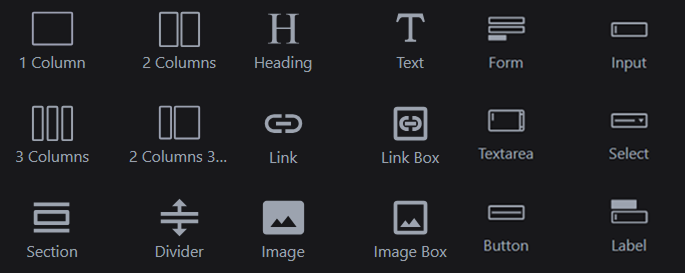 1 Column
2 Columns
Heading
Text
Form
Input
3 Columns
2 Columns 3...
Link
Link Box
Textarea
Select
Section
Divider
Image
Image Box
Button
Label